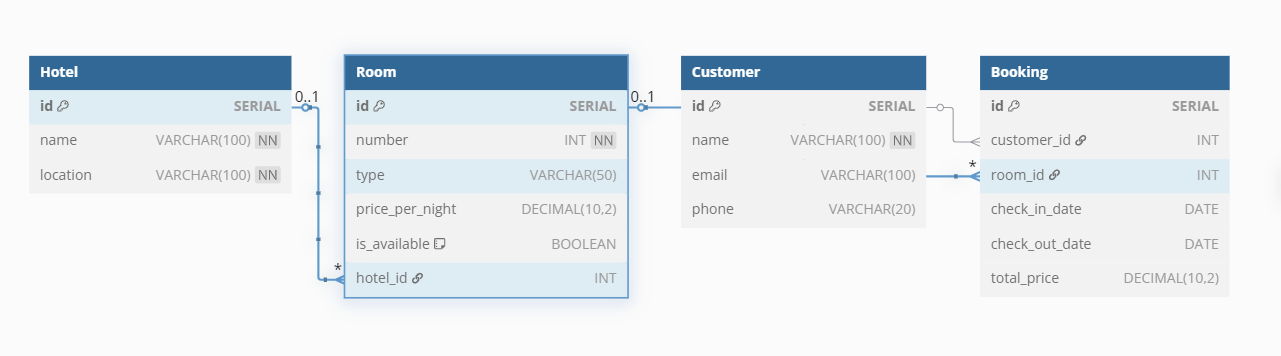 Hotel
id SERIAL
name VARCHAR(100) NN
location VARCHAR(100) NN
0..1
*
Room
id SERIAL
number INT NN
type VARCHAR(50)
price_per_night DECIMAL(10,2)
is_available BOOLEAN
hotel_id INT
0..1
Customer
id SERIAL
name VARCHAR(100) NN
email VARCHAR(100)
phone VARCHAR(20)
*
Booking
id SERIAL
customer_id INT
room_id INT
check_in_date DATE
check_out_date DATE
total_price DECIMAL(10,2)